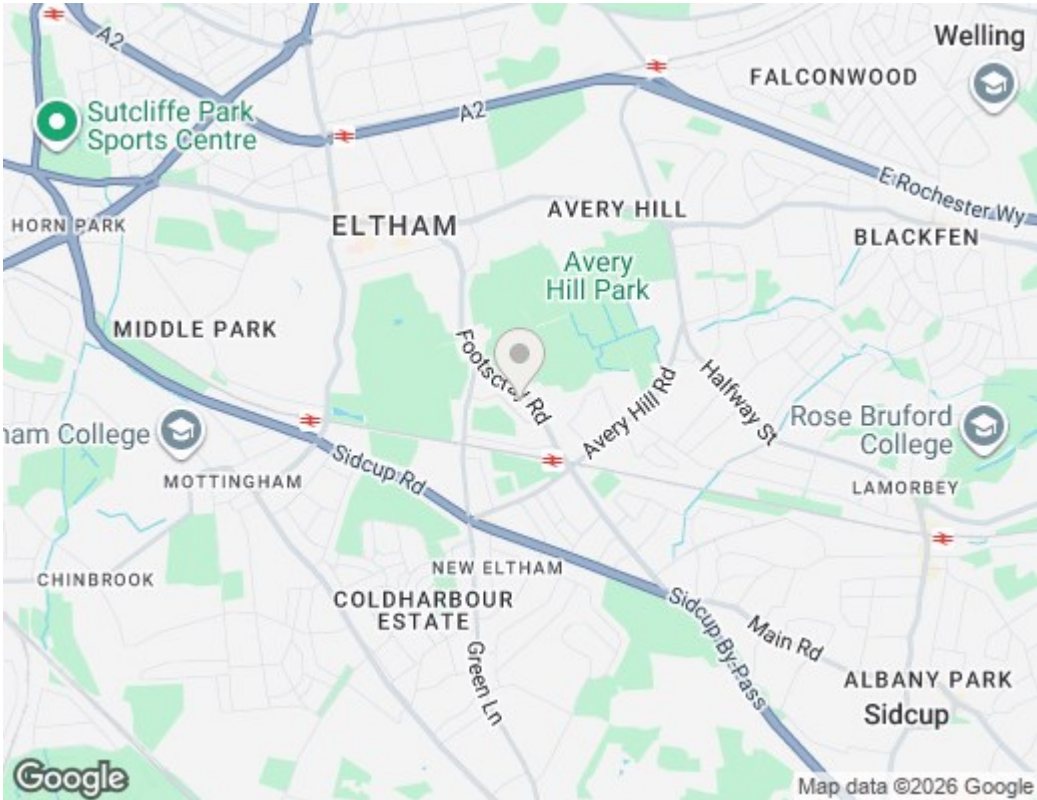 A2
Welling
FALCONWOOD
Sutcliffe Park
Sports Centre
A2
E Rochester Wy
HORN PARK
ELTHAM
AVERY HILL
BLACKFEN
Avery
Hill Park
MIDDLE PARK
Footscray Rd
Halfway St
Avery Hill Rd
Rose Bruford
College
ham College
Sidcup Rd
MOTTINGHAM
LAMORBEY
NEW ELTHAM
CHINBROOK
COLDHARBOUR
ESTATE
Sidcup By-Pass
Main Rd
Green Ln
ALBANY PARK
Sidcup
Google
Map data ©2026 Google